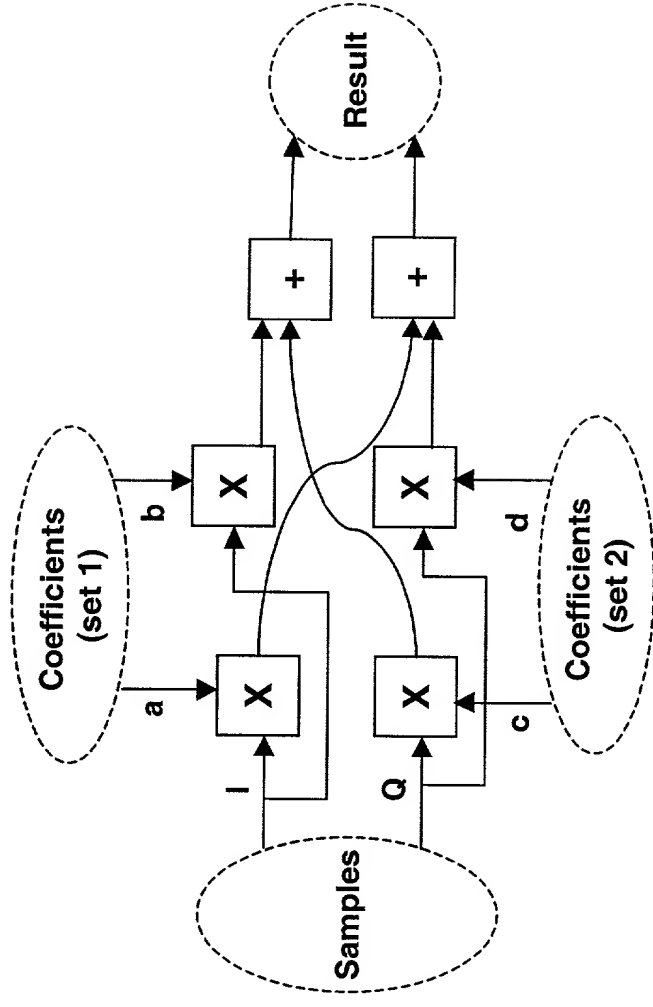 Coefficients
(set 1)
a
b
I
X
X
+
Samples
Result
Q
X
X
+
c
d
Coefficients
(set 2)